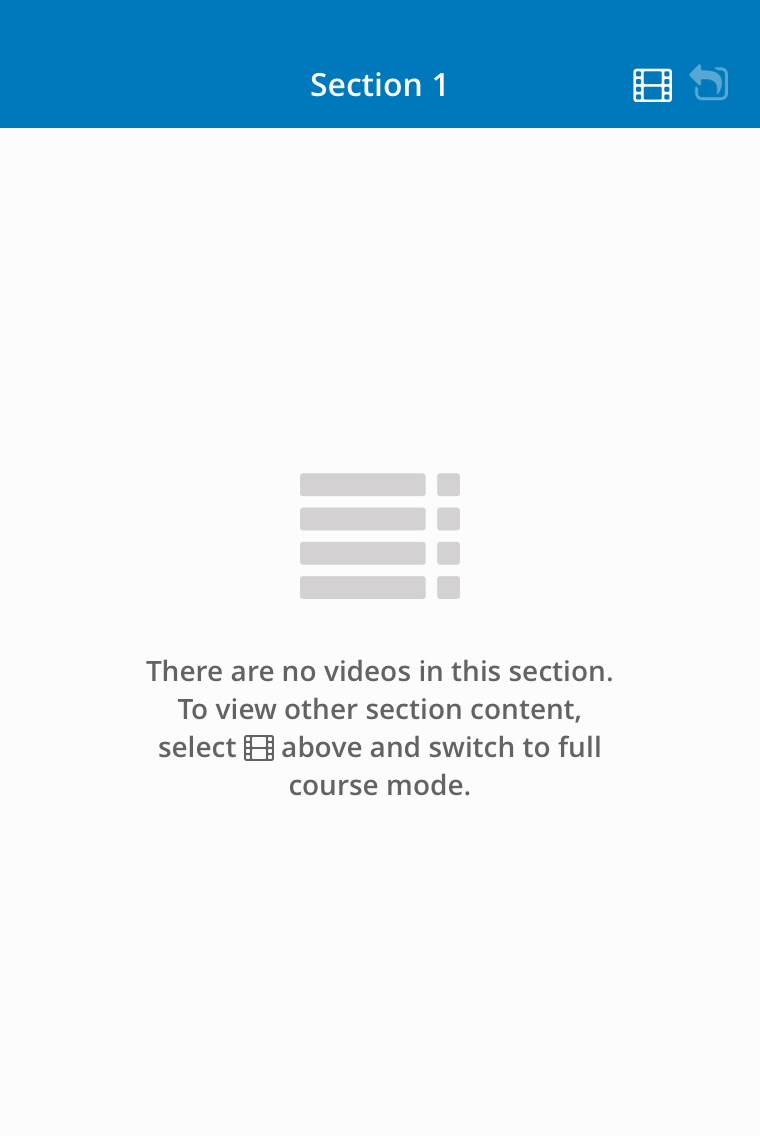 Section 1
There are no videos in this section.
To view other section content,
select above and switch to full
course mode.